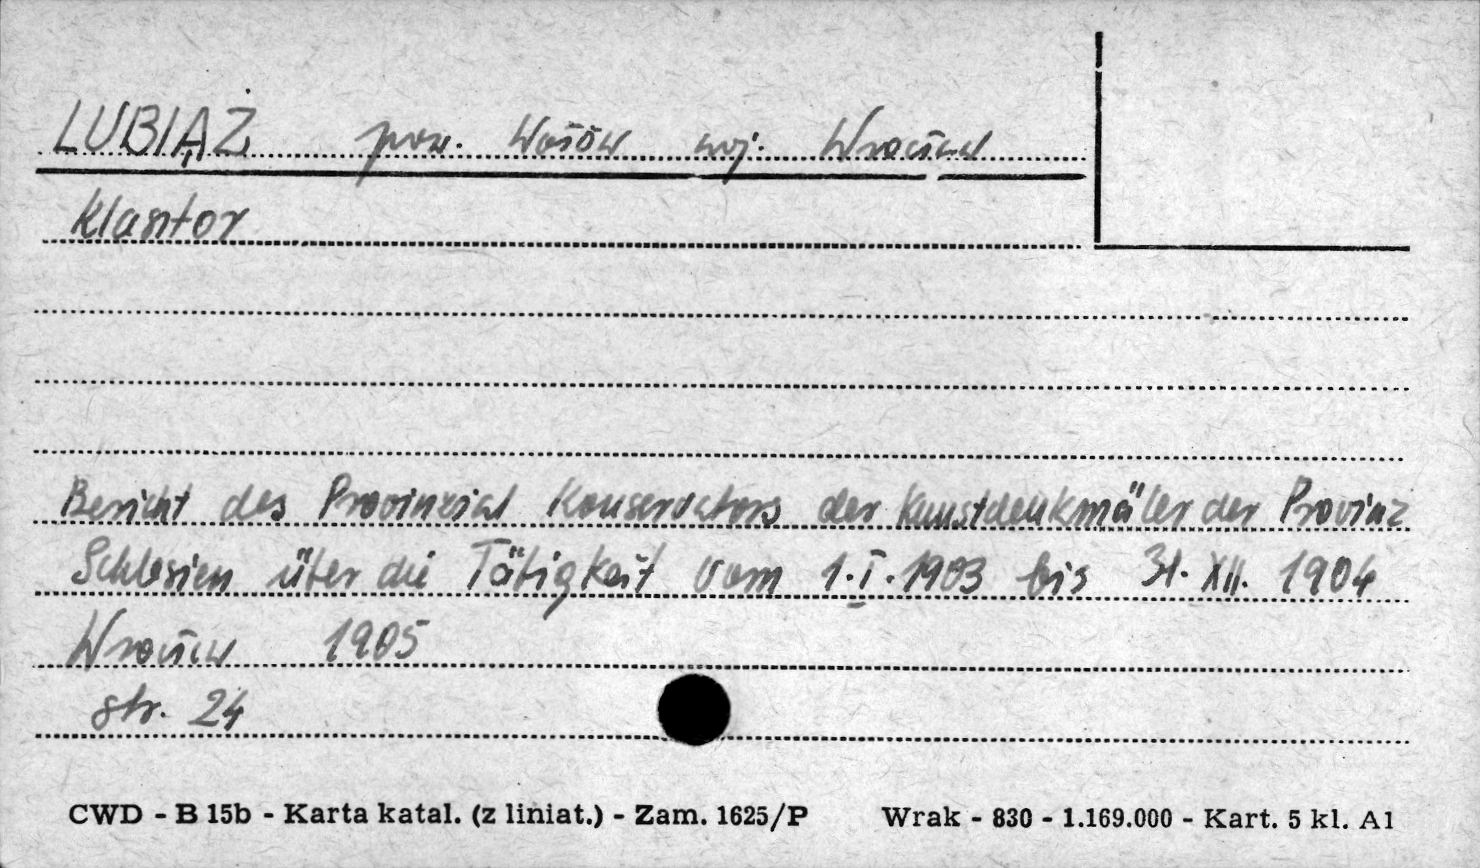 LUBIĄŻ pow. Wołów woj. Wrocław
klasztor
Bericht des Provinzial Konservators der Kunstdenkmäler der Provinz
Schlesien über die Tätigkeit vom 1.I.1903 bis 31.XII.1904
Wrocław 1905
str. 24
CWD - B 15b - Karta katal. (z liniat.) - Zam. 1625/P Wrak - 830 - 1.169.000 - Kart. 5 kl. A1